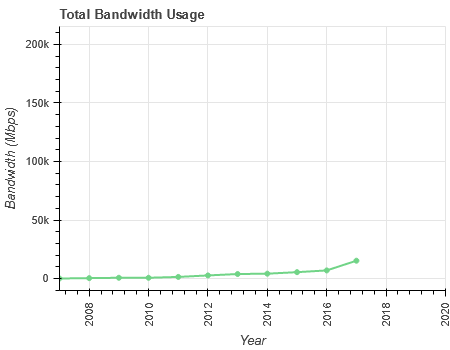 Total Bandwidth Usage
200k
150k
100k
50k
0
Bandwidth (Mbps)
2008
2010
2012
2014
2016
2018
2020
Year